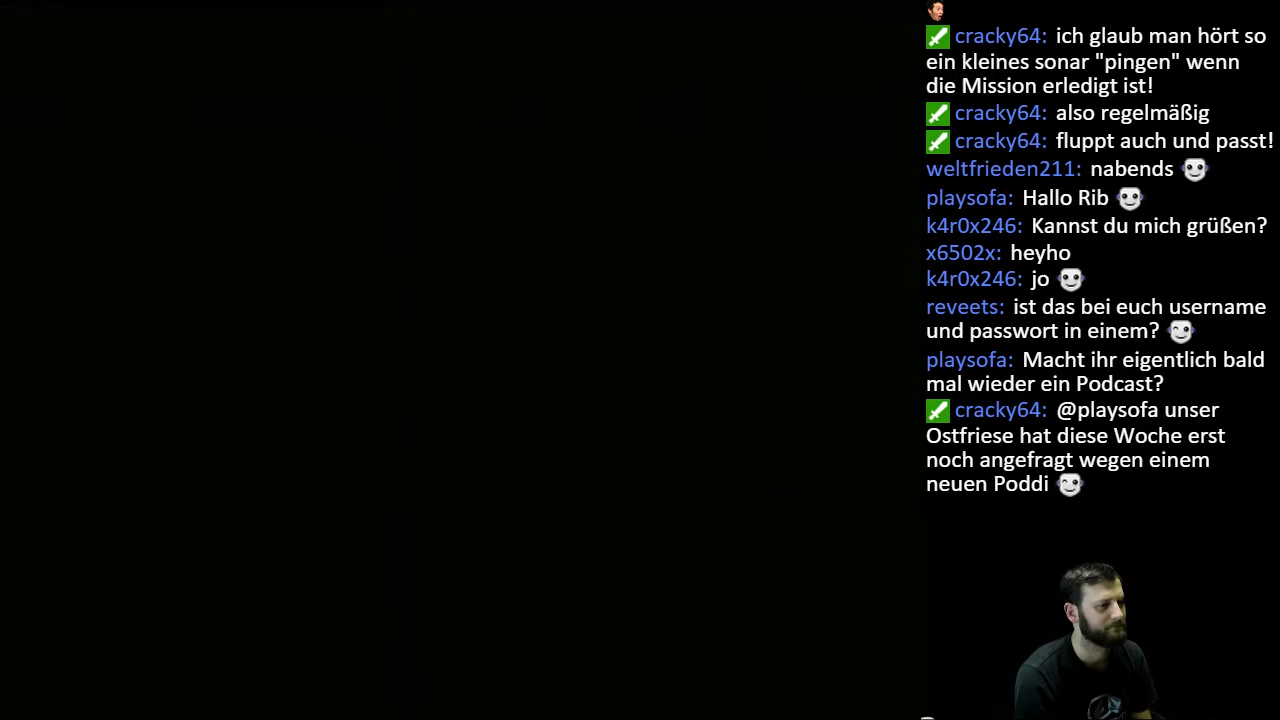 cracky64: ich glaub man hört so
ein kleines sonar "pingen" wenn
die Mission erledigt ist!
cracky64: also regelmäßig
cracky64: fluppt auch und passt!
weltfrieden211: nabends
playsofa: Hallo Rib
k4r0x246: Kannst du mich grüßen?
x6502x: heyho
k4r0x246: jo
reveets: ist das bei euch username
und passwort in einem?
playsofa: Macht ihr eigentlich bald
mal wieder ein Podcast?
cracky64: @playsofa unser
Ostfriese hat diese Woche erst
noch angefragt wegen einem
neuen Poddi